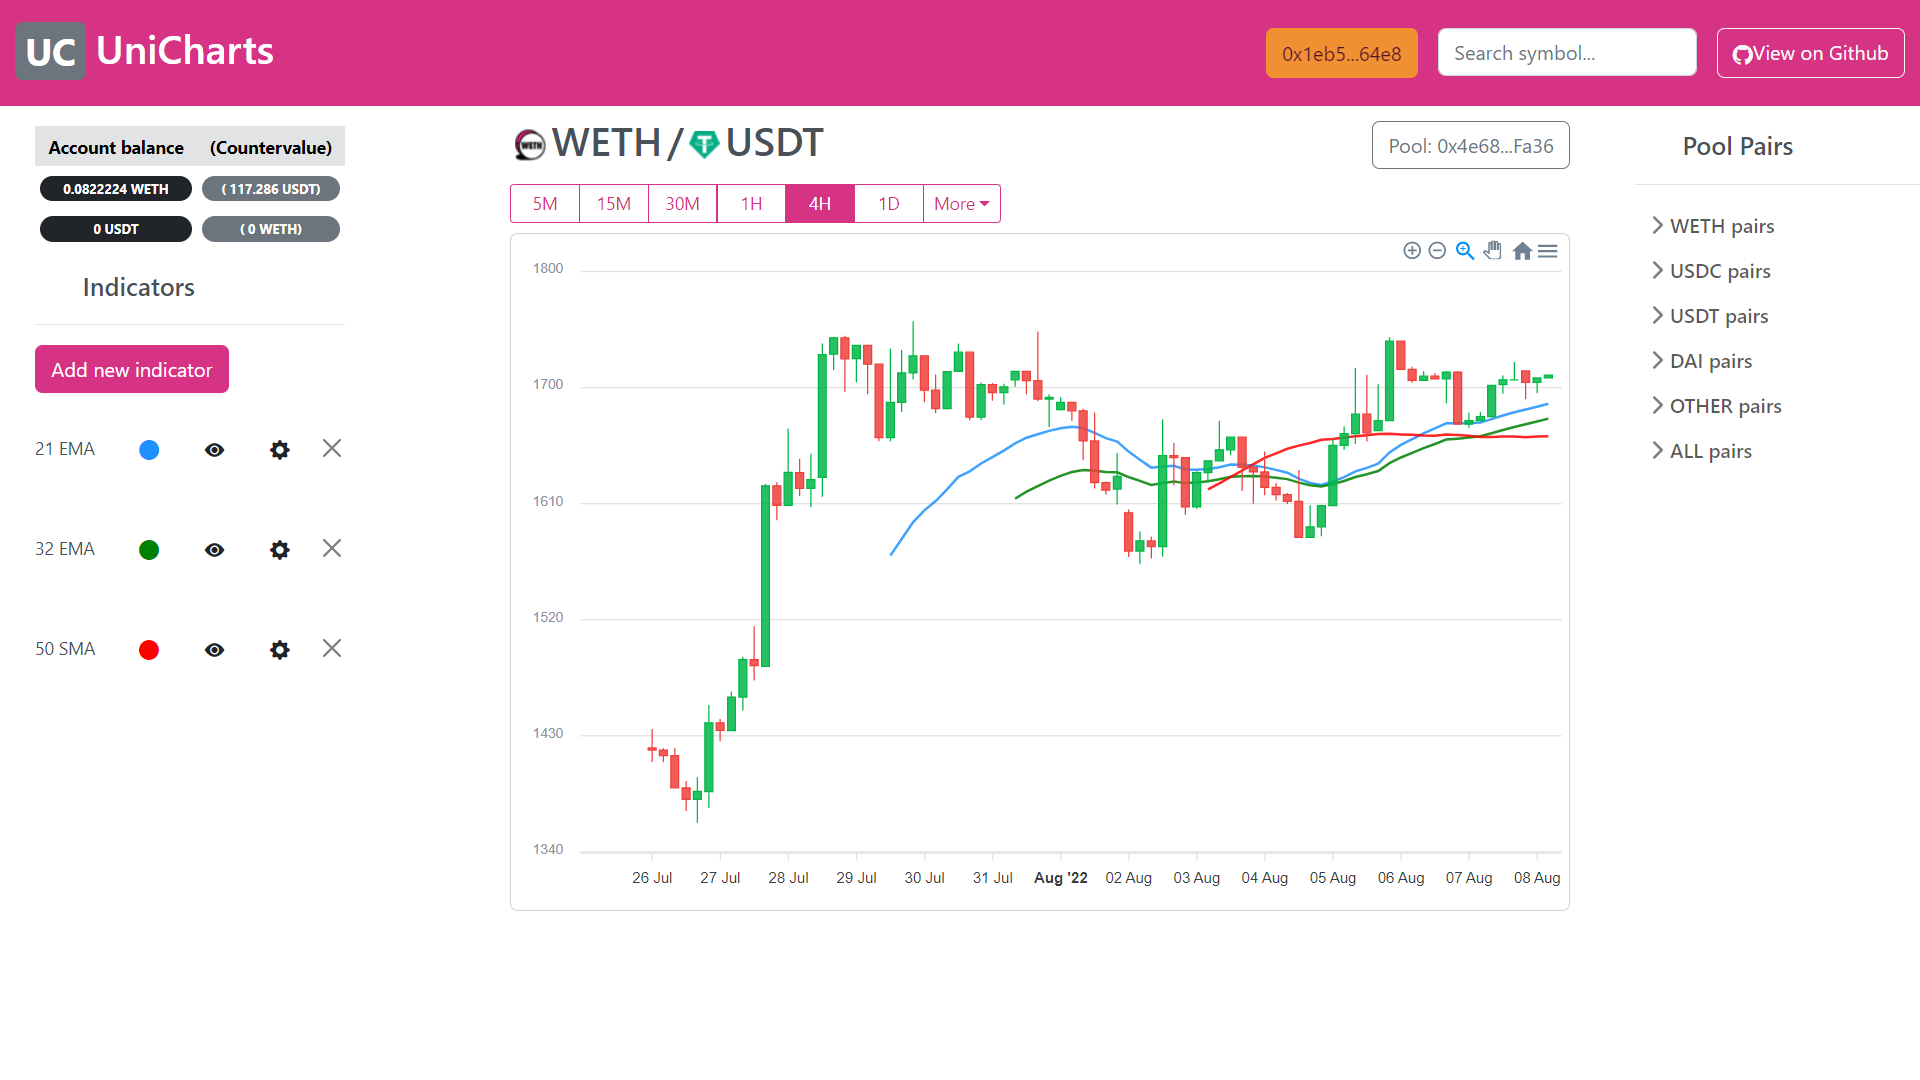 UC UniCharts
0x1eb5...64e8
Search symbol...
View on Github
Account balance (Countervalue)
0.0822224 WETH ( 117.286 USDT)
0 USDT ( 0 WETH)
Indicators
Add new indicator
21 EMA
32 EMA
50 SMA
WETH WETH / T USDT
Pool: 0x4e68...Fa36
5M 15M 30M 1H 4H 1D More
1800
1700
1610
1520
1430
1340
26 Jul 27 Jul 28 Jul 29 Jul 30 Jul 31 Jul Aug '22 02 Aug 03 Aug 04 Aug 05 Aug 06 Aug 07 Aug 08 Aug
Pool Pairs
WETH pairs
USDC pairs
USDT pairs
DAI pairs
OTHER pairs
ALL pairs